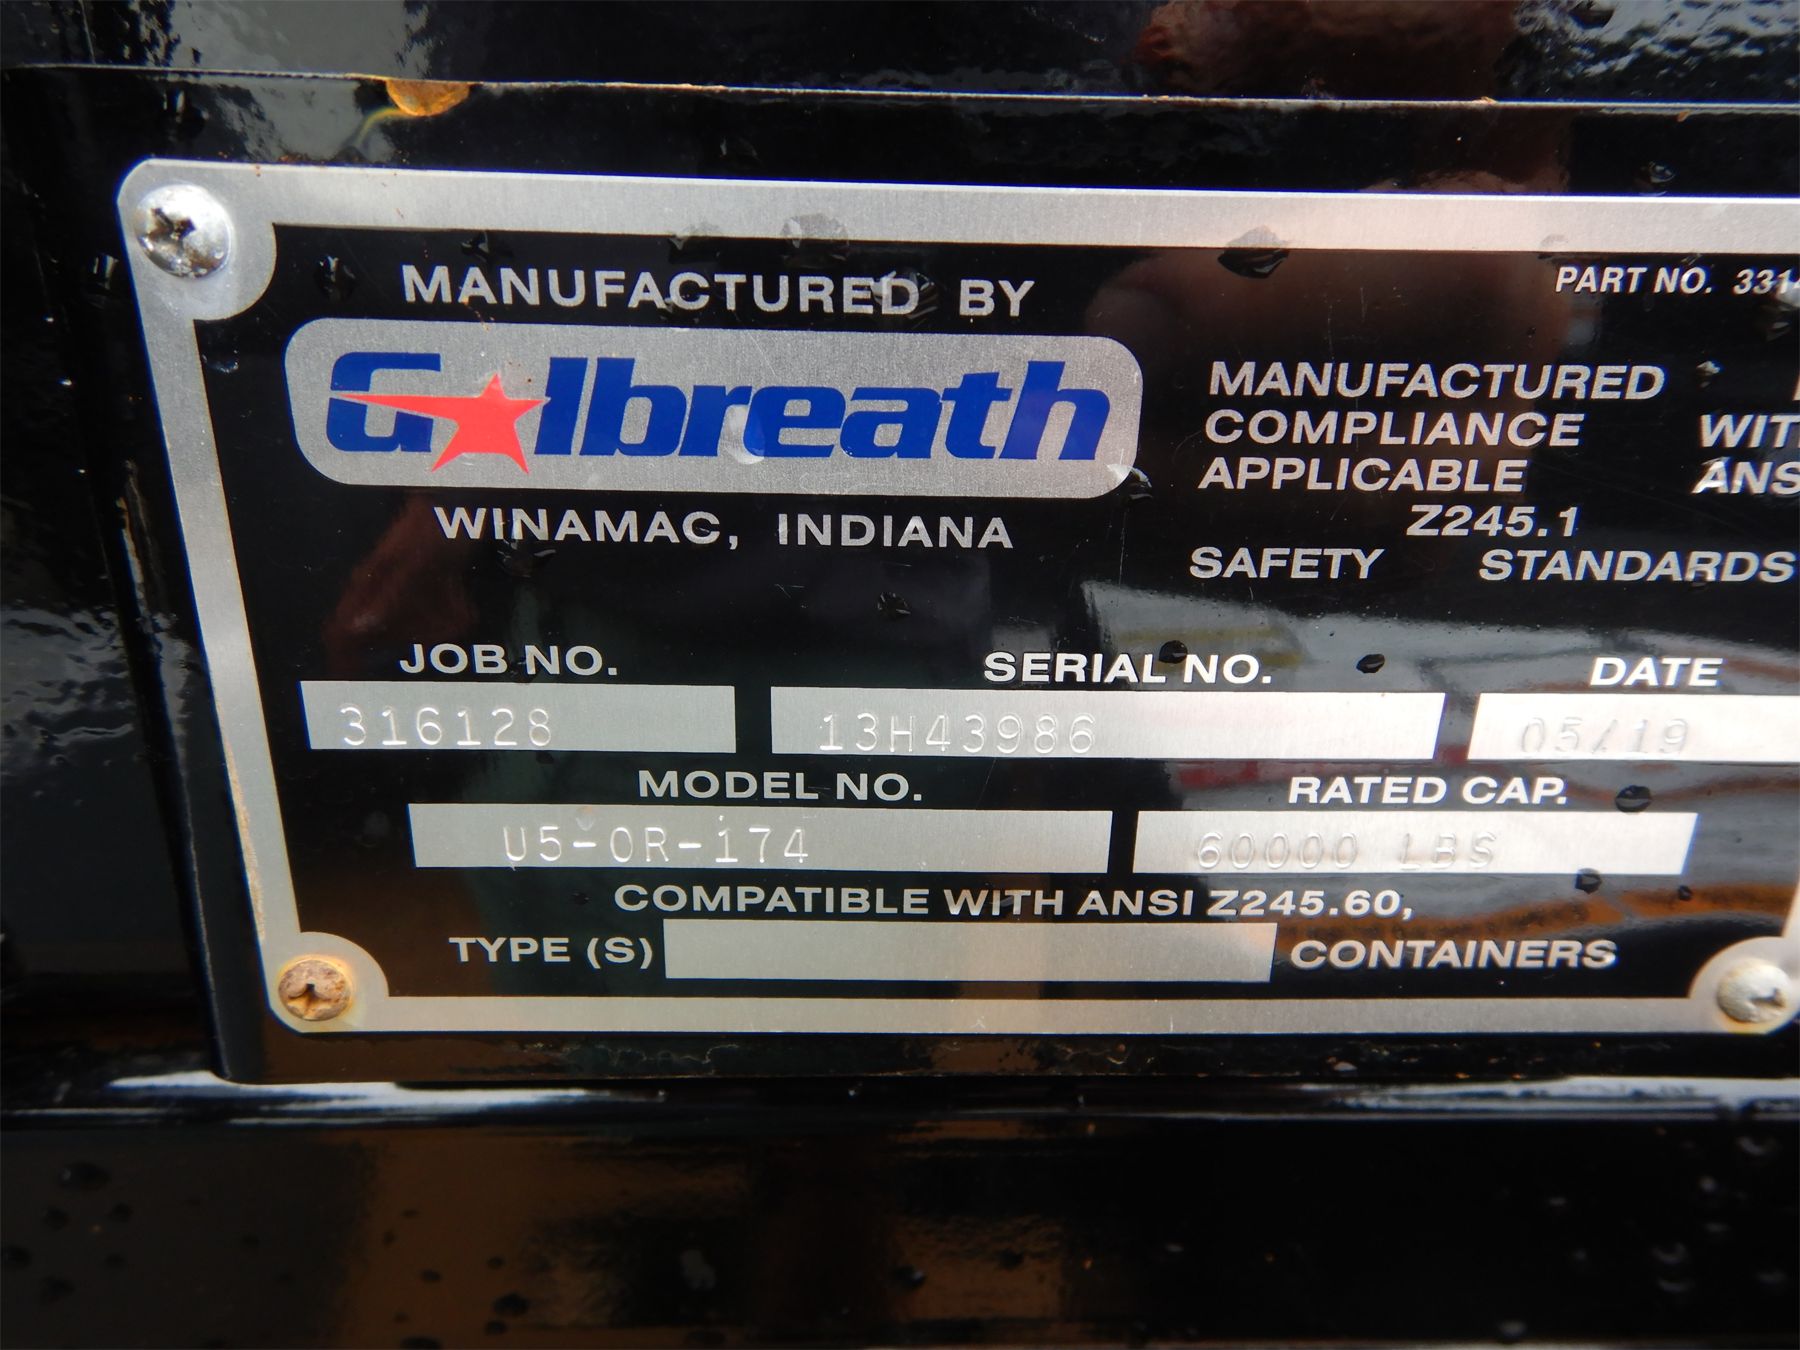 MANUFACTURED BY
Galbreath
WINAMAC, INDIANA
PART NO.
MANUFACTURED
COMPLIANCE
APPLICABLE
Z245.1
SAFETY STANDARDS
JOB NO. SERIAL NO. DATE
316128 13H43986 05/19
MODEL NO. RATED CAP.
U5-OR-174 60000 LBS
COMPATIBLE WITH ANSI Z245.60,
TYPE (S) CONTAINERS